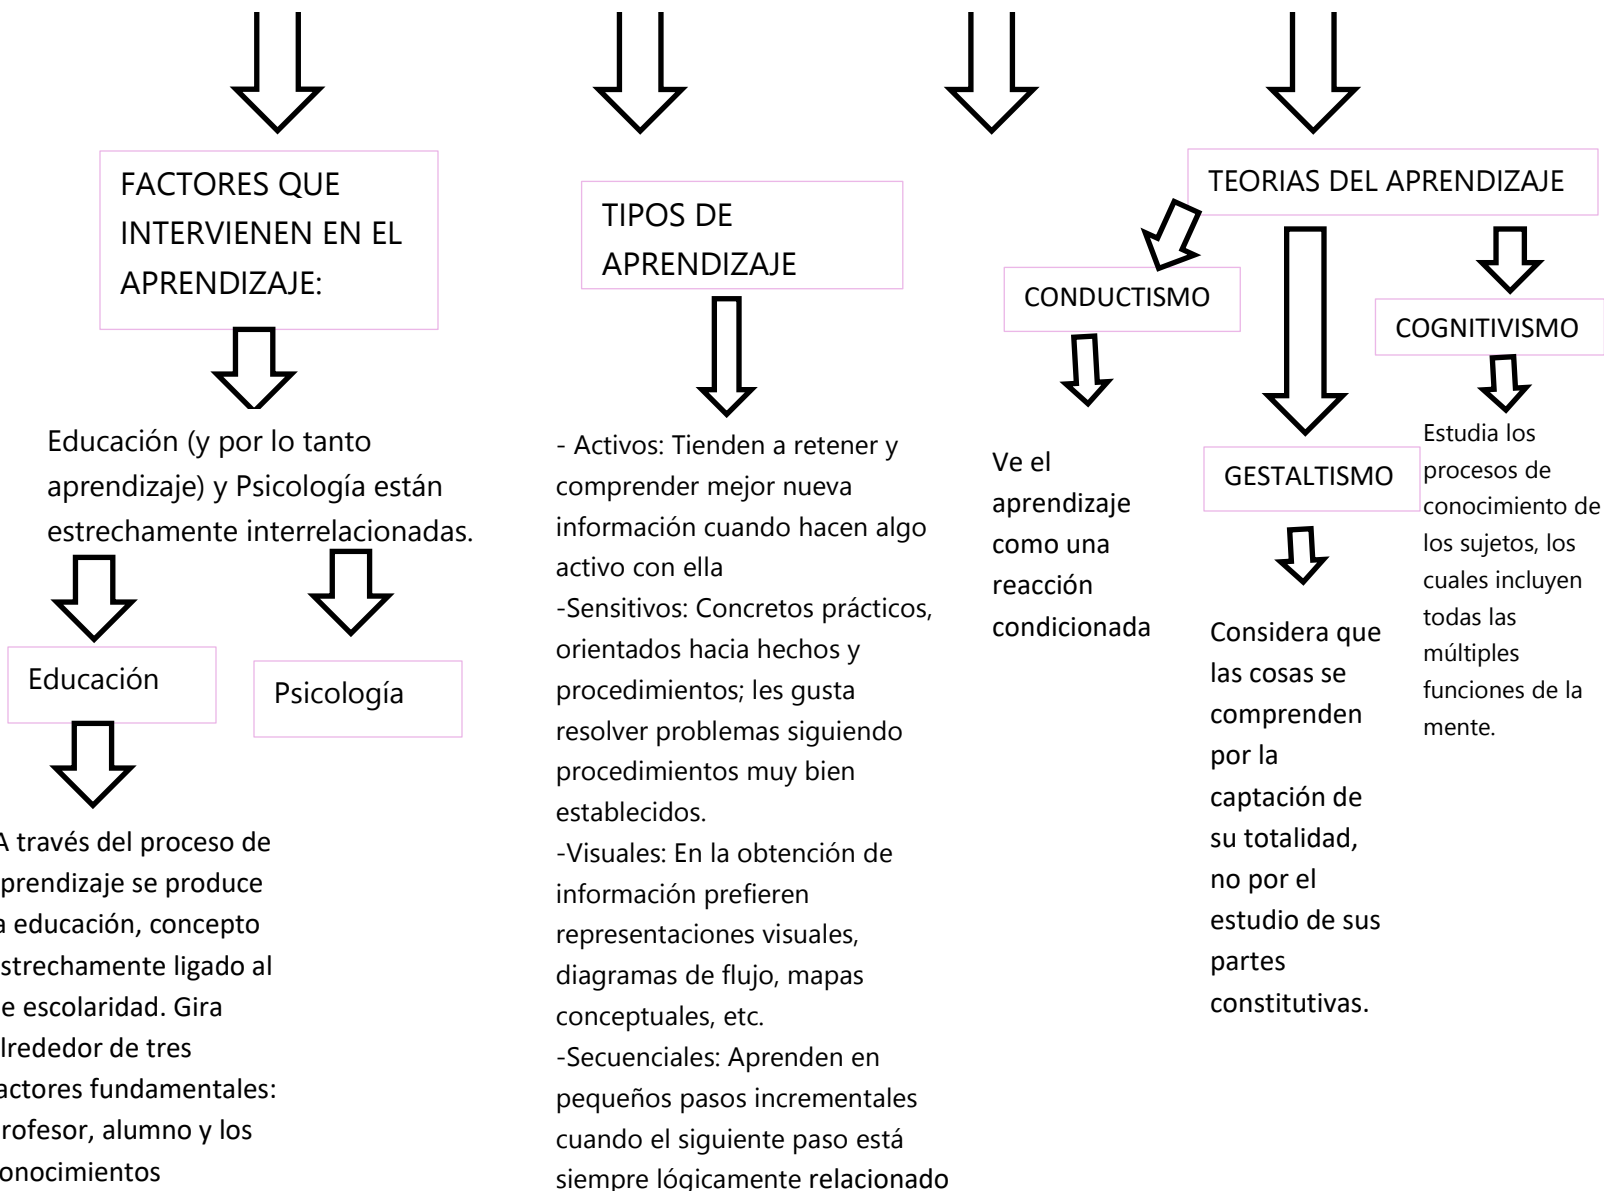 FACTORES QUE
INTERVIENEN EN EL
APRENDIZAJE:
Educación (y por lo tanto
aprendizaje) y Psicología están
estrechamente interrelacionadas.
Educación
Psicología
A través del proceso de
prendizaje se produce
a educación, concepto
strechamente ligado al
e escolaridad. Gira
lrededor de tres
actores fundamentales:
rofesor, alumno y los
onocimientos
TIPOS DE
APRENDIZAJE
- Activos: Tienden a retener y
comprender mejor nueva
información cuando hacen algo
activo con ella
-Sensitivos: Concretos prácticos,
orientados hacia hechos y
procedimientos; les gusta
resolver problemas siguiendo
procedimientos muy bien
establecidos.
-Visuales: En la obtención de
información prefieren
representaciones visuales,
diagramas de flujo, mapas
conceptuales, etc.
-Secuenciales: Aprenden en
pequeños pasos incrementales
cuando el siguiente paso está
siempre lógicamente relacionado
TEORIAS DEL APRENDIZAJE
CONDUCTISMO
Ve el
aprendizaje
como una
reacción
condicionada
GESTALTISMO
Considera que
las cosas se
comprenden
por la
captación de
su totalidad,
no por el
estudio de sus
partes
constitutivas.
COGNITIVISMO
Estudia los
procesos de
conocimiento de
los sujetos, los
cuales incluyen
todas las
múltiples
funciones de la
mente.